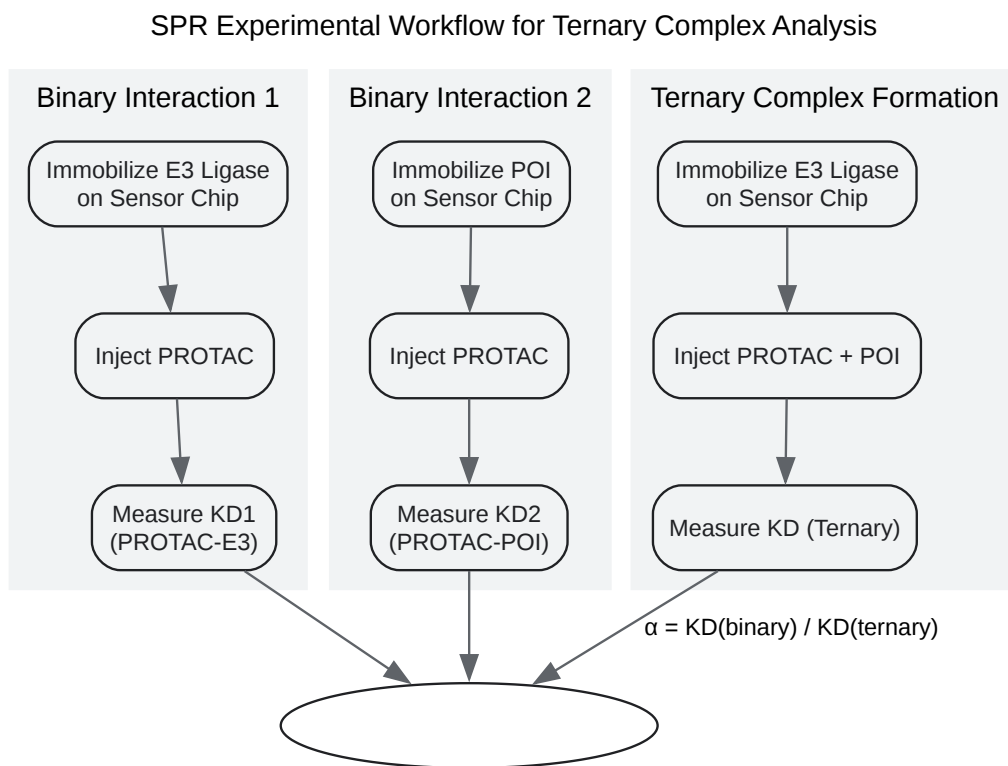 SPR Experimental Workflow for Ternary Complex Analysis
Binary Interaction 1
Immobilize E3 Ligase
on Sensor Chip
Inject PROTAC
Measure KD1
(PROTAC-E3)
Binary Interaction 2
Immobilize POI
on Sensor Chip
Inject PROTAC
Measure KD2
(PROTAC-POI)
Ternary Complex Formation
Immobilize E3 Ligase
on Sensor Chip
Inject PROTAC + POI
Measure KD (Ternary)
α = KD(binary) / KD(ternary)